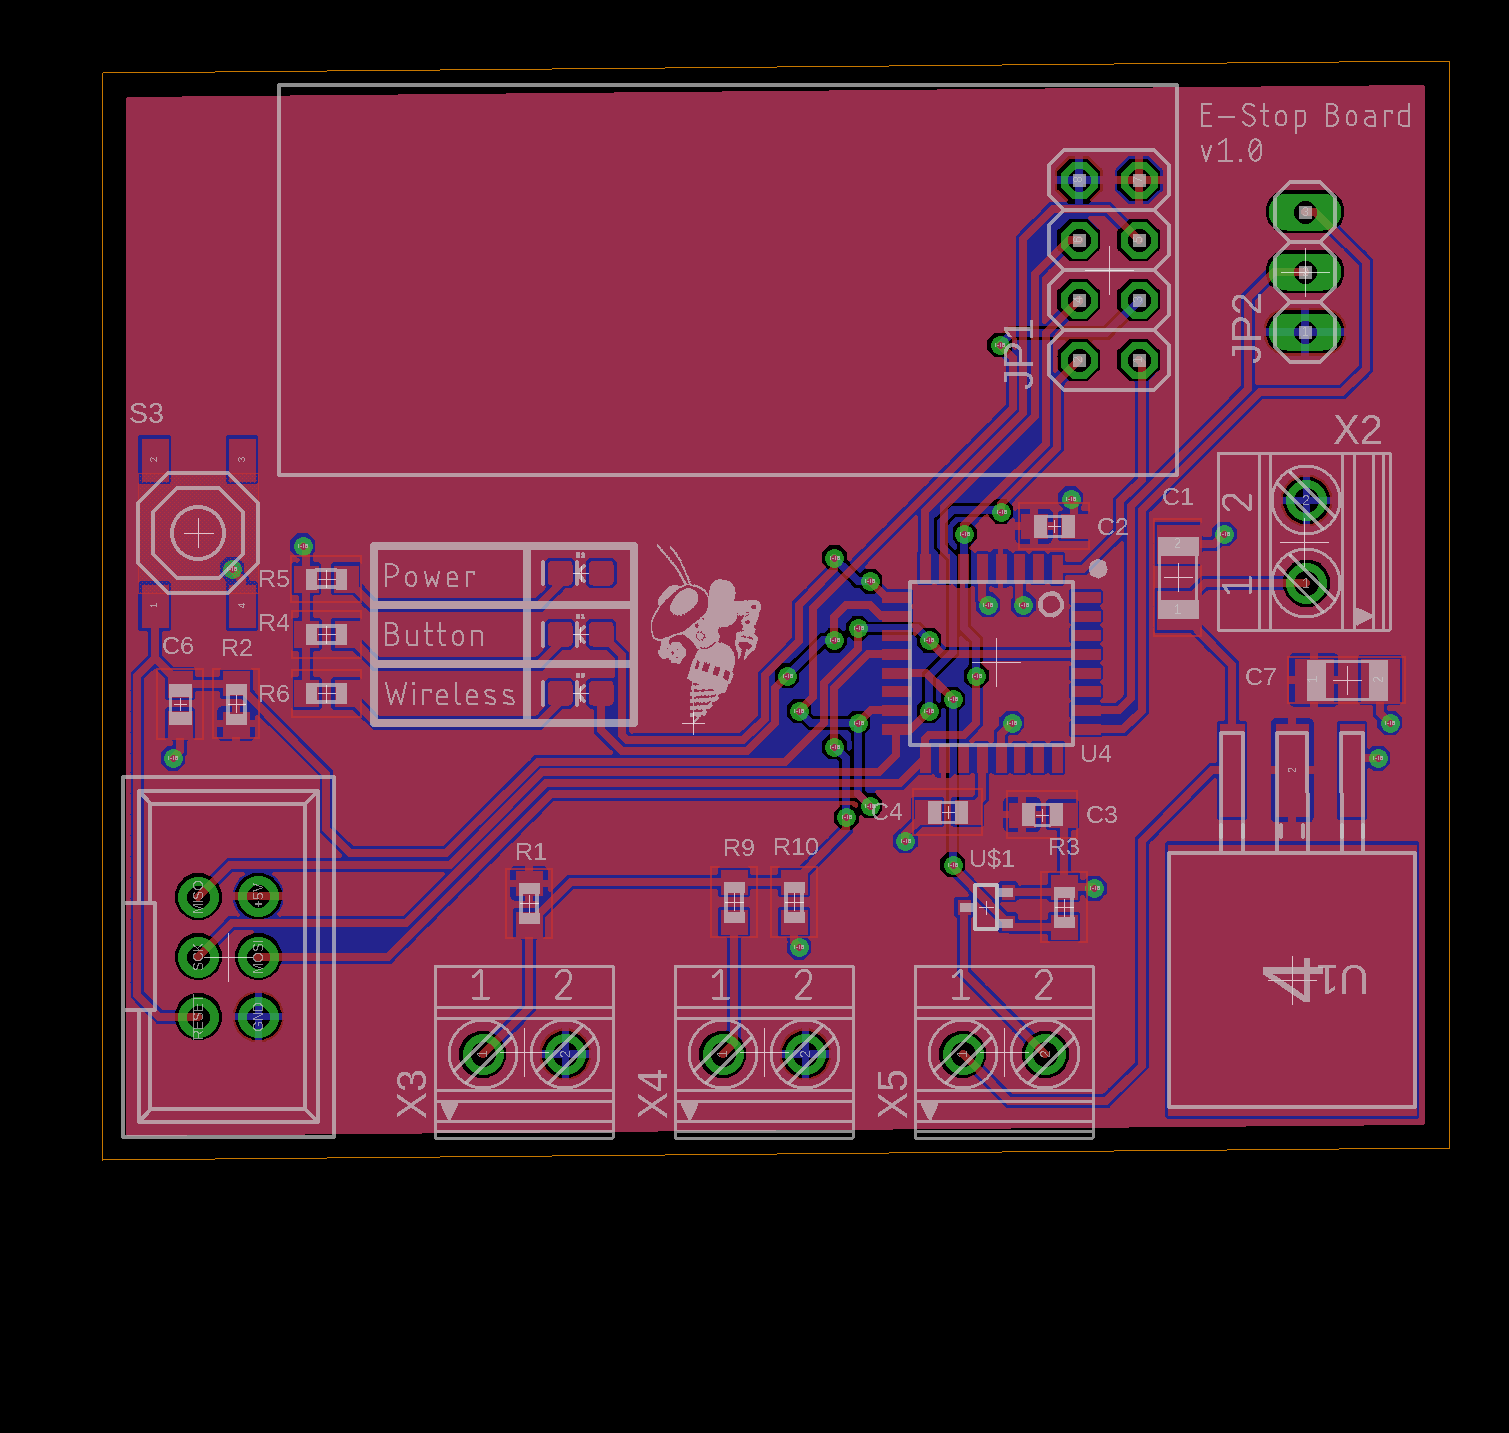 E-Stop Board
v1.0
JP1
JP2
S3
X2
2
1
C1
C2
R5
Power
R4
Button
R6
Wireless
C6
R2
C7
U4
C4
C3
R1
R9
R10
U$1
R3
MISO
+5V
SCK
MOSI
RESET
GND
4
U1
1 2
1 2
1 2
X3
X4
X5